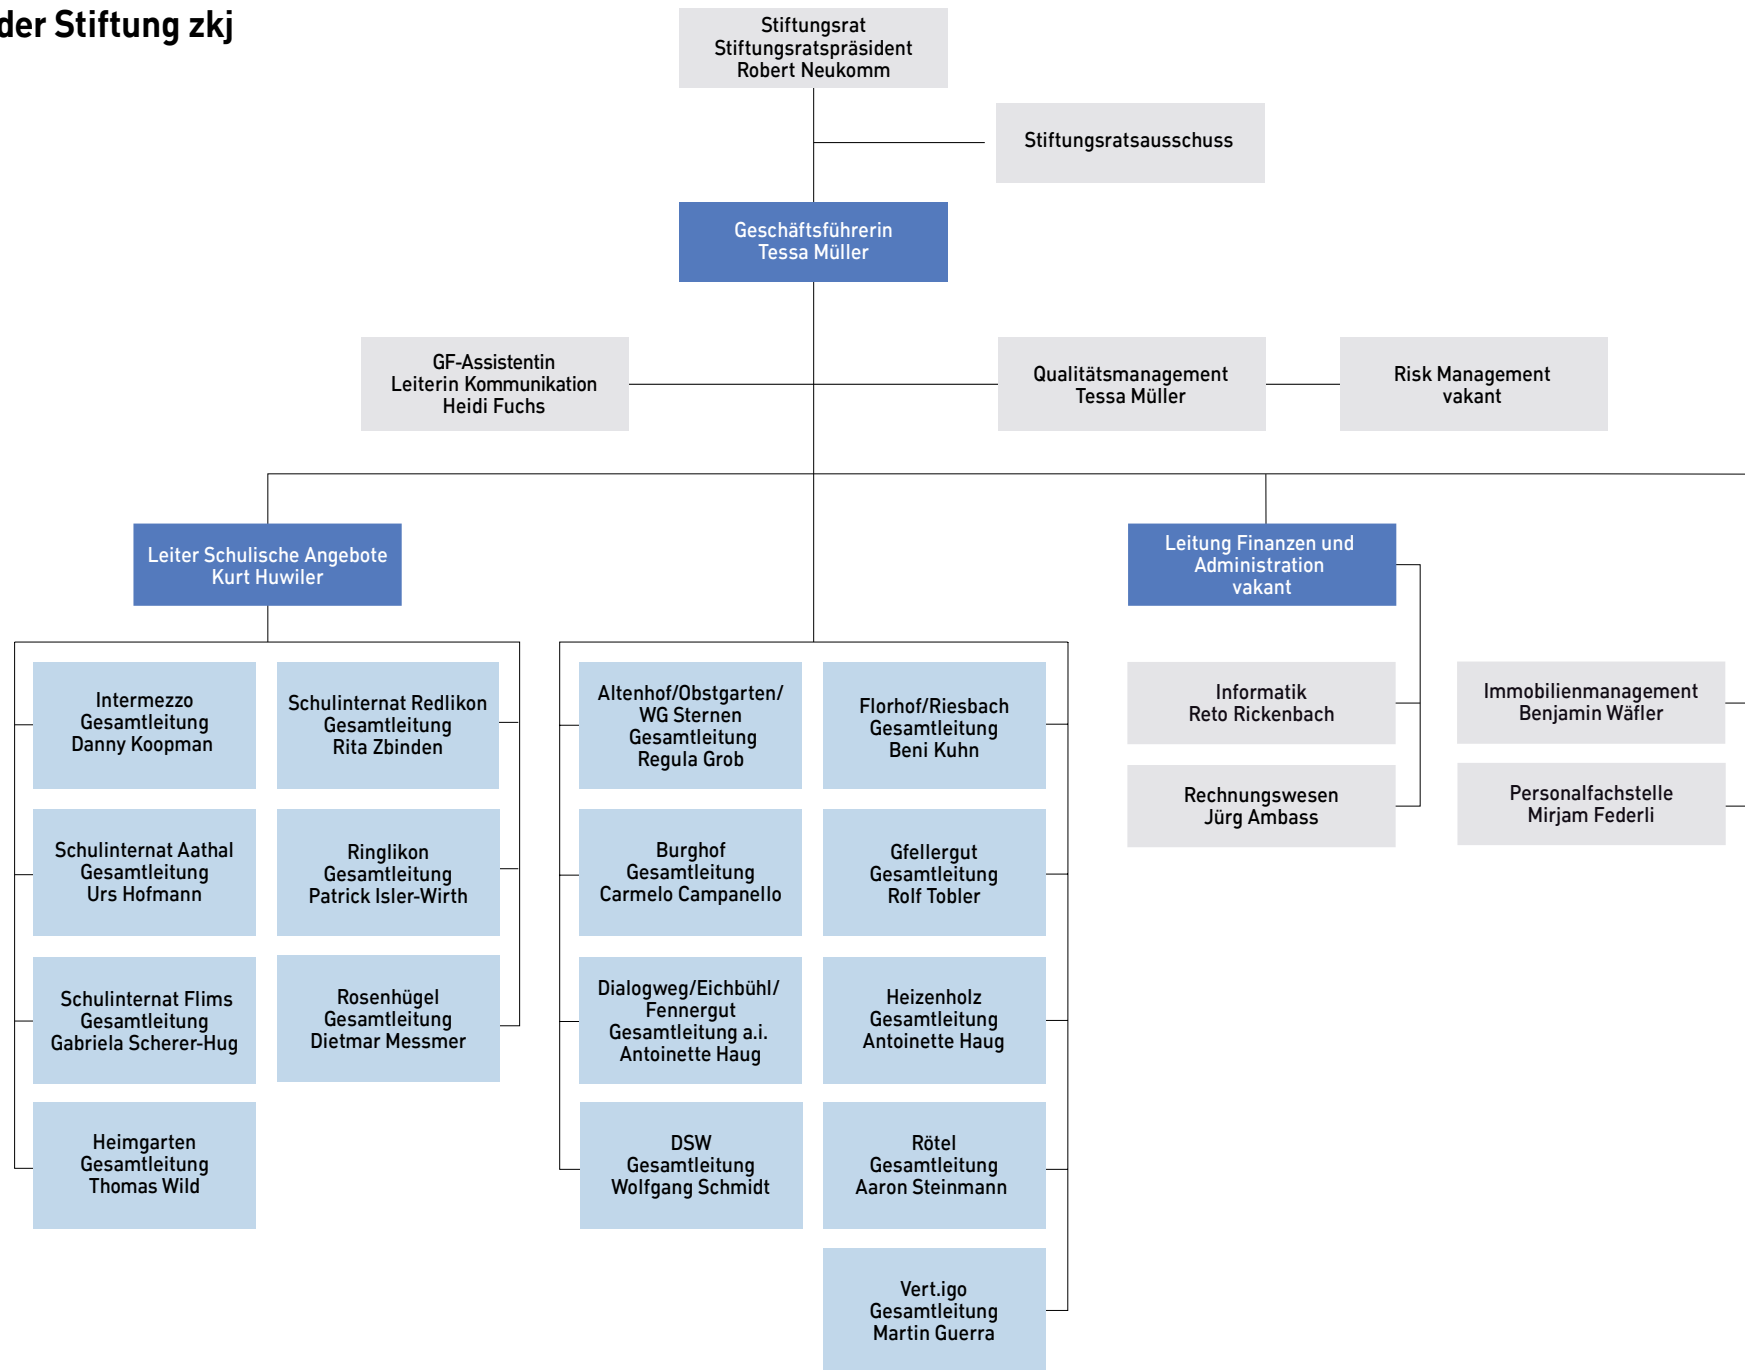 der Stiftung zkj
Stiftungsrat
Stiftungsratspräsident
Robert Neukomm
Stiftungsratsausschuss
Geschäftsführerin
Tessa Müller
GF-Assistentin
Leiterin Kommunikation
Heidi Fuchs
Qualitätsmanagement
Tessa Müller
Risk Management
vakant
Leiter Schulische Angebote
Kurt Huwiler
Leitung Finanzen und
Administration
vakant
Intermezzo
Gesamtleitung
Danny Koopman
Schulinternat Redlikon
Gesamtleitung
Rita Zbinden
Altenhof/Obstgarten/
WG Sternen
Gesamtleitung
Regula Grob
Florhof/Riesbach
Gesamtleitung
Beni Kuhn
Informatik
Reto Rickenbach
Immobilienmanagement
Benjamin Wäfler
Rechnungswesen
Jürg Ambass
Personalfachstelle
Mirjam Federli
Schulinternat Aathal
Gesamtleitung
Urs Hofmann
Ringlikon
Gesamtleitung
Patrick Isler-Wirth
Burghof
Gesamtleitung
Carmelo Campanello
Gfellergut
Gesamtleitung
Rolf Tobler
Schulinternat Flims
Gesamtleitung
Gabriela Scherer-Hug
Rosenhügel
Gesamtleitung
Dietmar Messmer
Dialogweg/Eichbühl/
Fennergut
Gesamtleitung a.i.
Antoinette Haug
Heizenholz
Gesamtleitung
Antoinette Haug
Heimgarten
Gesamtleitung
Thomas Wild
DSW
Gesamtleitung
Wolfgang Schmidt
Rötel
Gesamtleitung
Aaron Steinmann
Vert.igo
Gesamtleitung
Martin Guerra